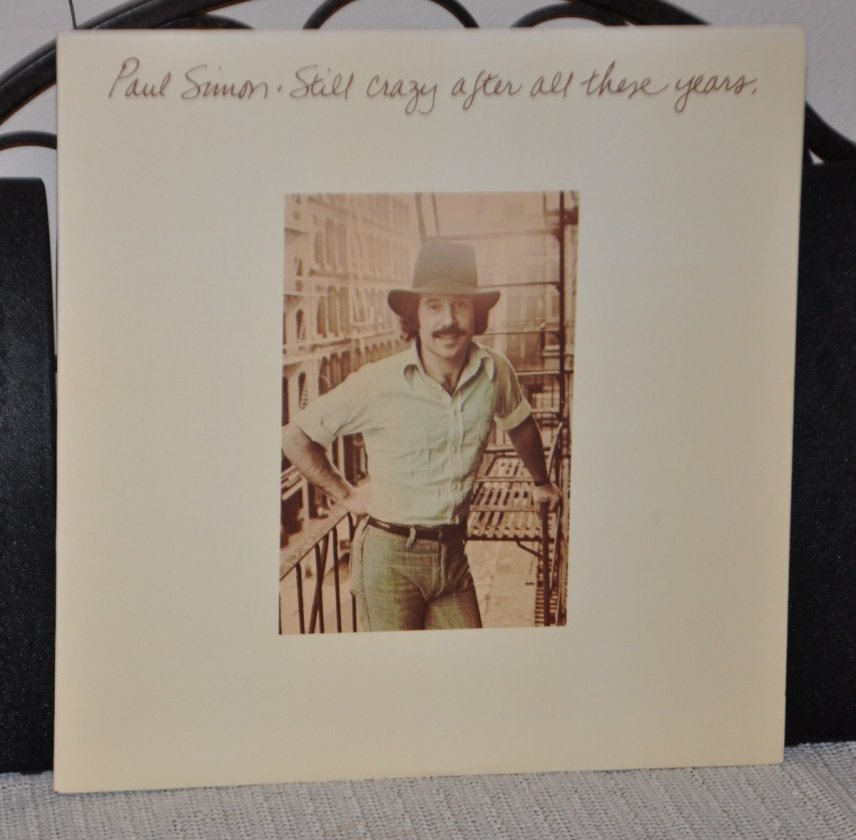 Paul Simon · Still crazy after all these years.